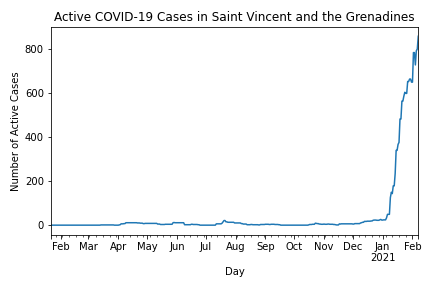 Active COVID-19 Cases in Saint Vincent and the Grenadines
800
600
400
200
0
Number of Active Cases
Feb Mar Apr May Jun Jul Aug Sep Oct Nov Dec Jan Feb
2021
Day